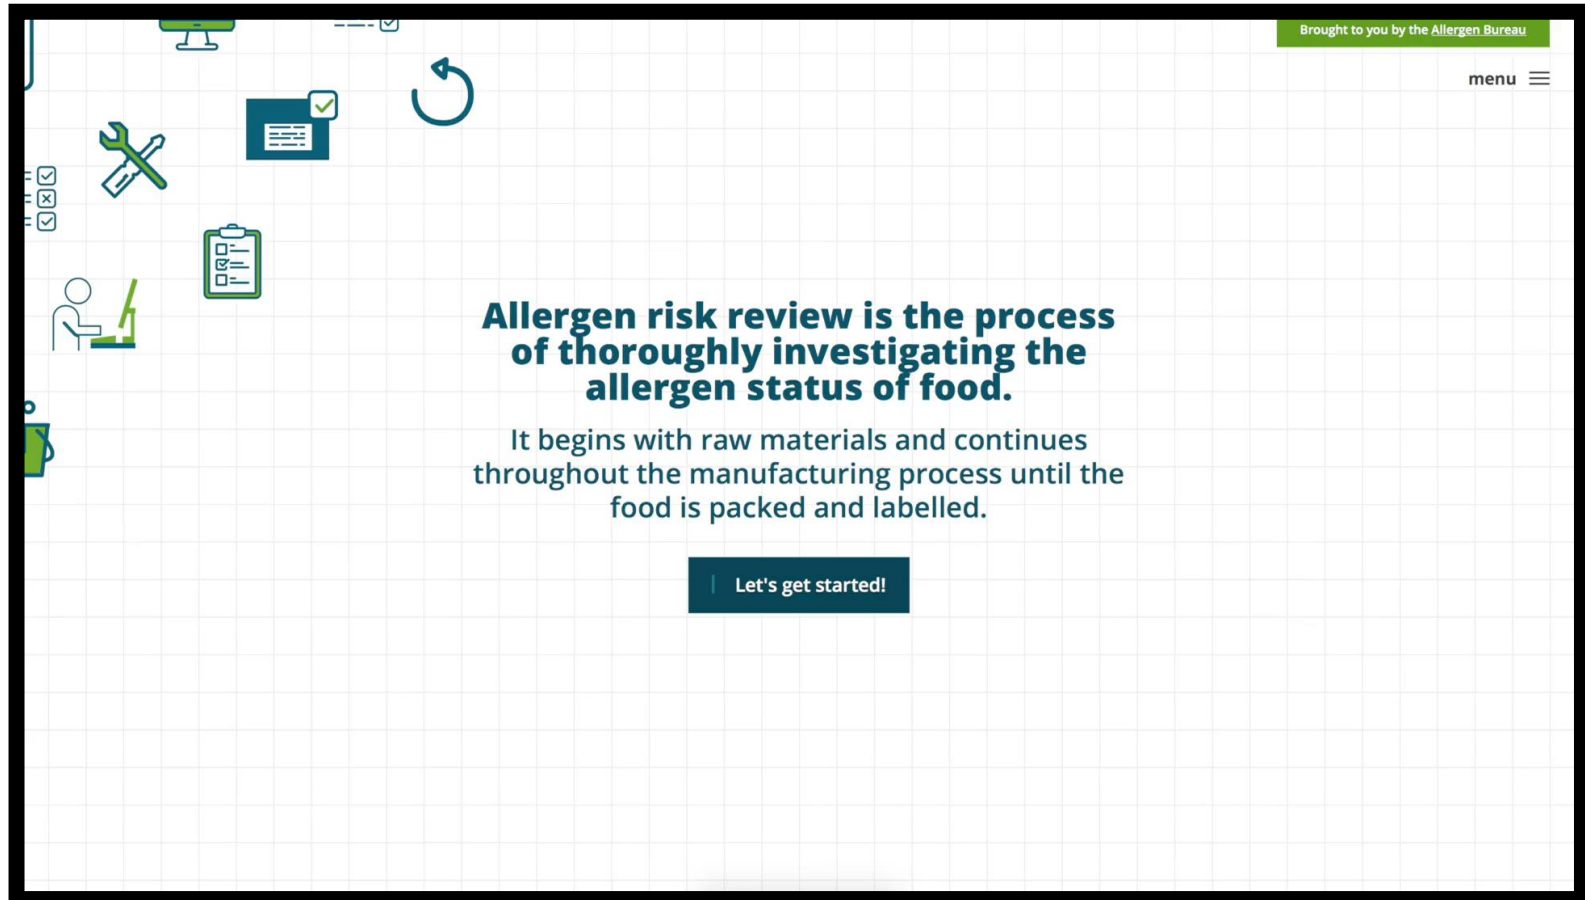 Brought to you by the Allergen Bureau
menu
Allergen risk review is the process
of thoroughly investigating the
allergen status of food.
It begins with raw materials and continues
throughout the manufacturing process until the
food is packed and labelled.
Let's get started!